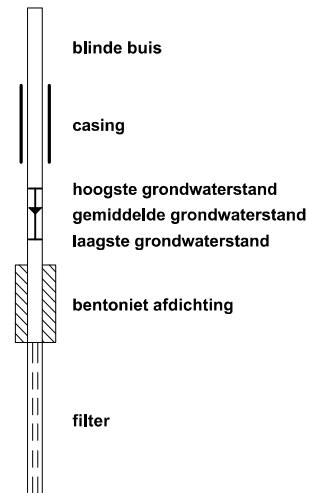 blinde buis
casing
hoogste grondwaterstand
gemiddelde grondwaterstand
laagste grondwaterstand
bentoniet afdichting
filter